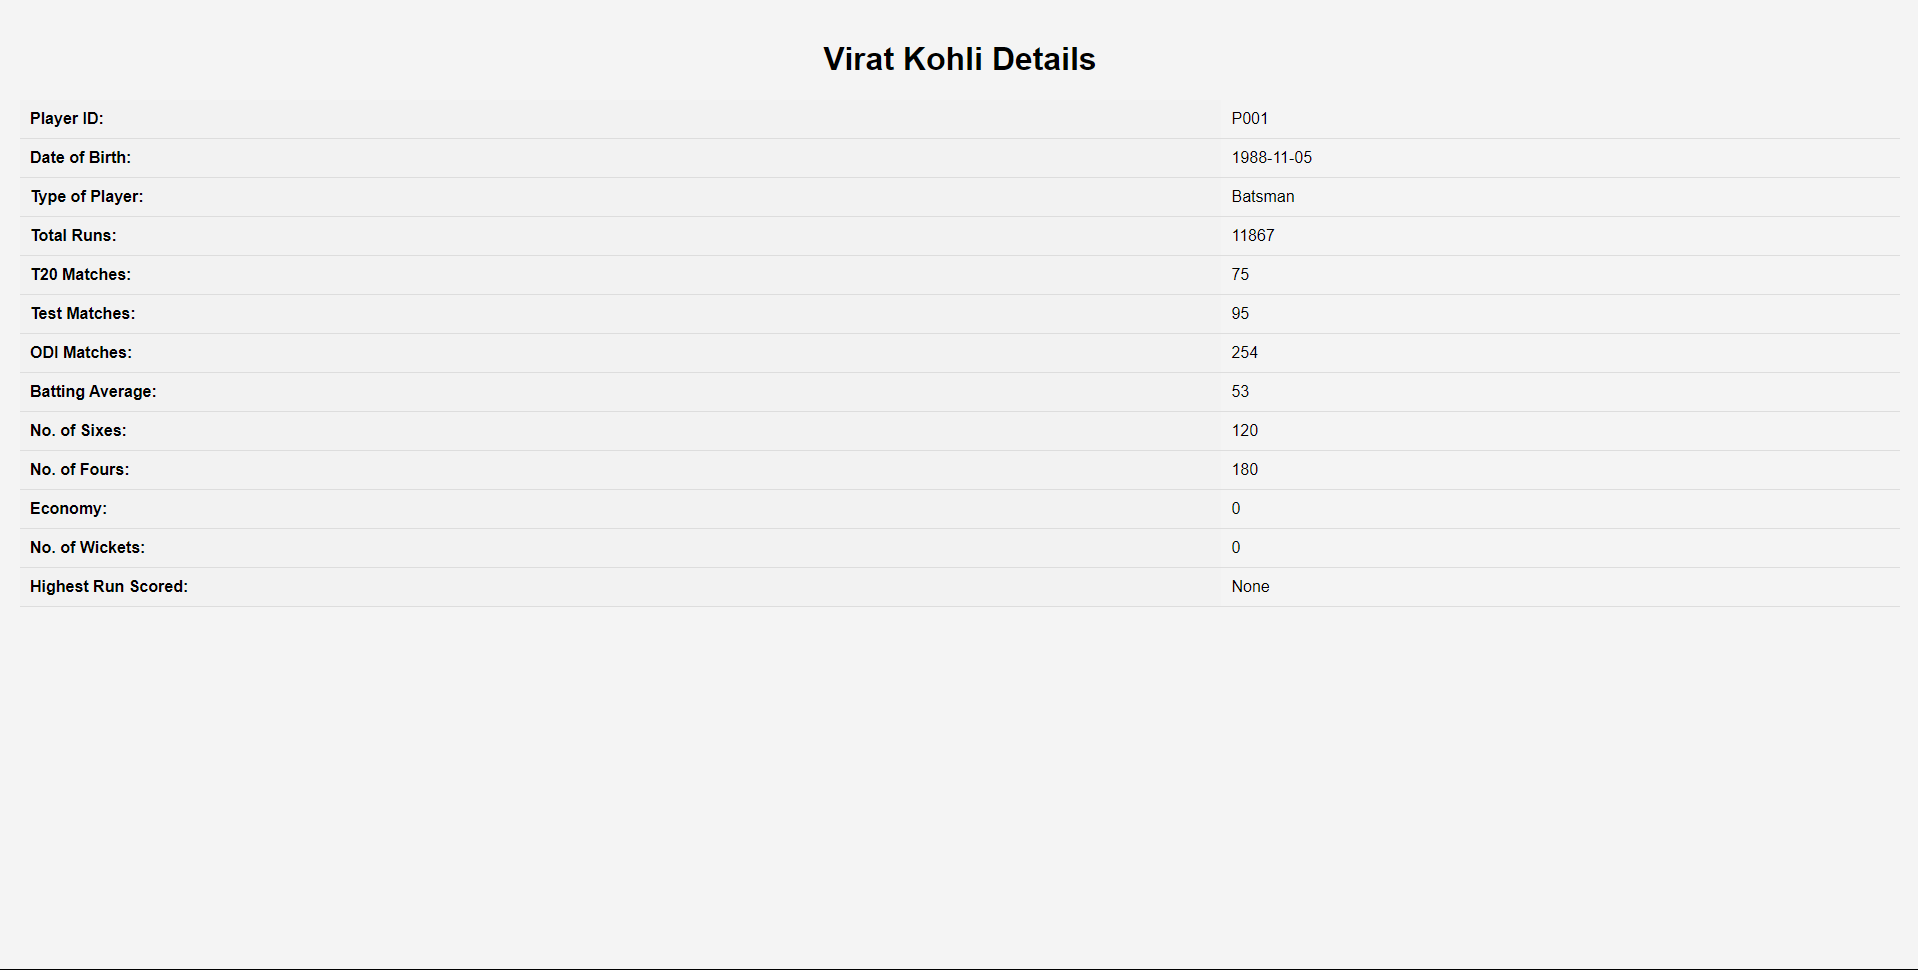 Virat Kohli Details
Player ID: P001
Date of Birth: 1988-11-05
Type of Player: Batsman
Total Runs: 11867
T20 Matches: 75
Test Matches: 95
ODI Matches: 254
Batting Average: 53
No. of Sixes: 120
No. of Fours: 180
Economy: 0
No. of Wickets: 0
Highest Run Scored: None